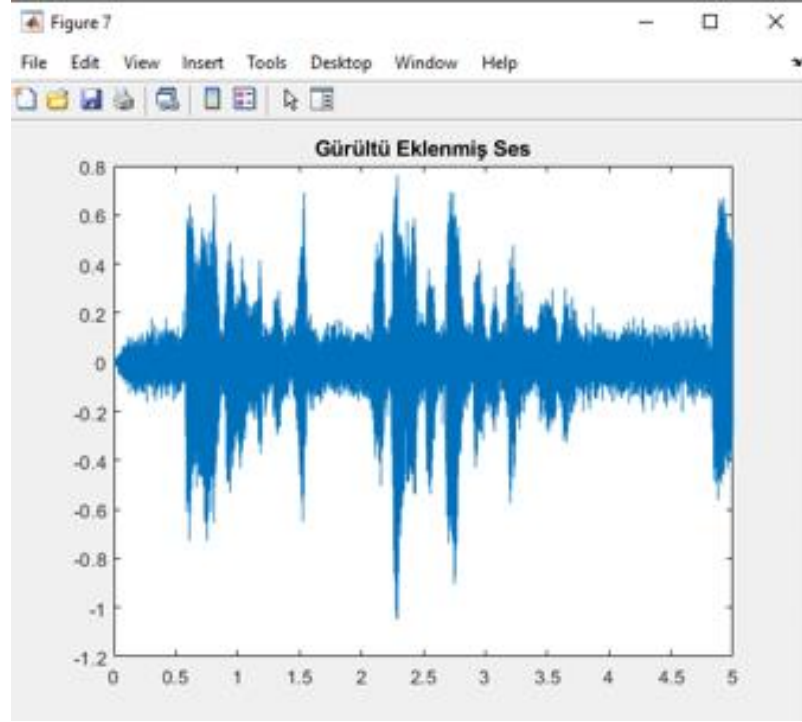 Figure 7
File Edit View Insert Tools Desktop Window Help
Gürültü Eklenmiş Ses
0.8
0.6
0.4
0.2
0
-0.2
-0.4
-0.6
-0.8
-1
-1.2
0 0.5 1 1.5 2 2.5 3 3.5 4 4.5 5